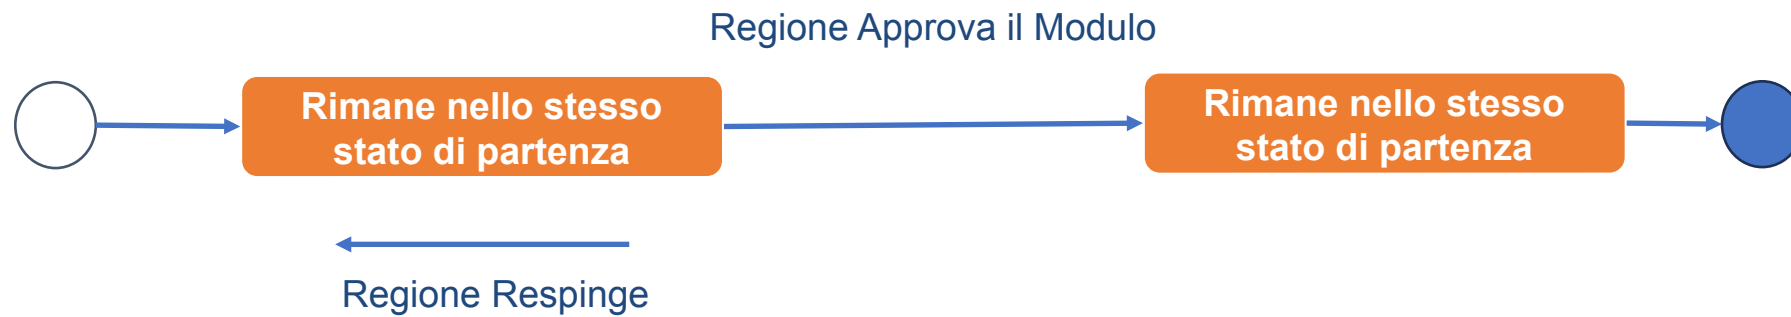 Regione Approva il Modulo
Rimane nello stesso
stato di partenza
Rimane nello stesso
stato di partenza
Regione Respinge